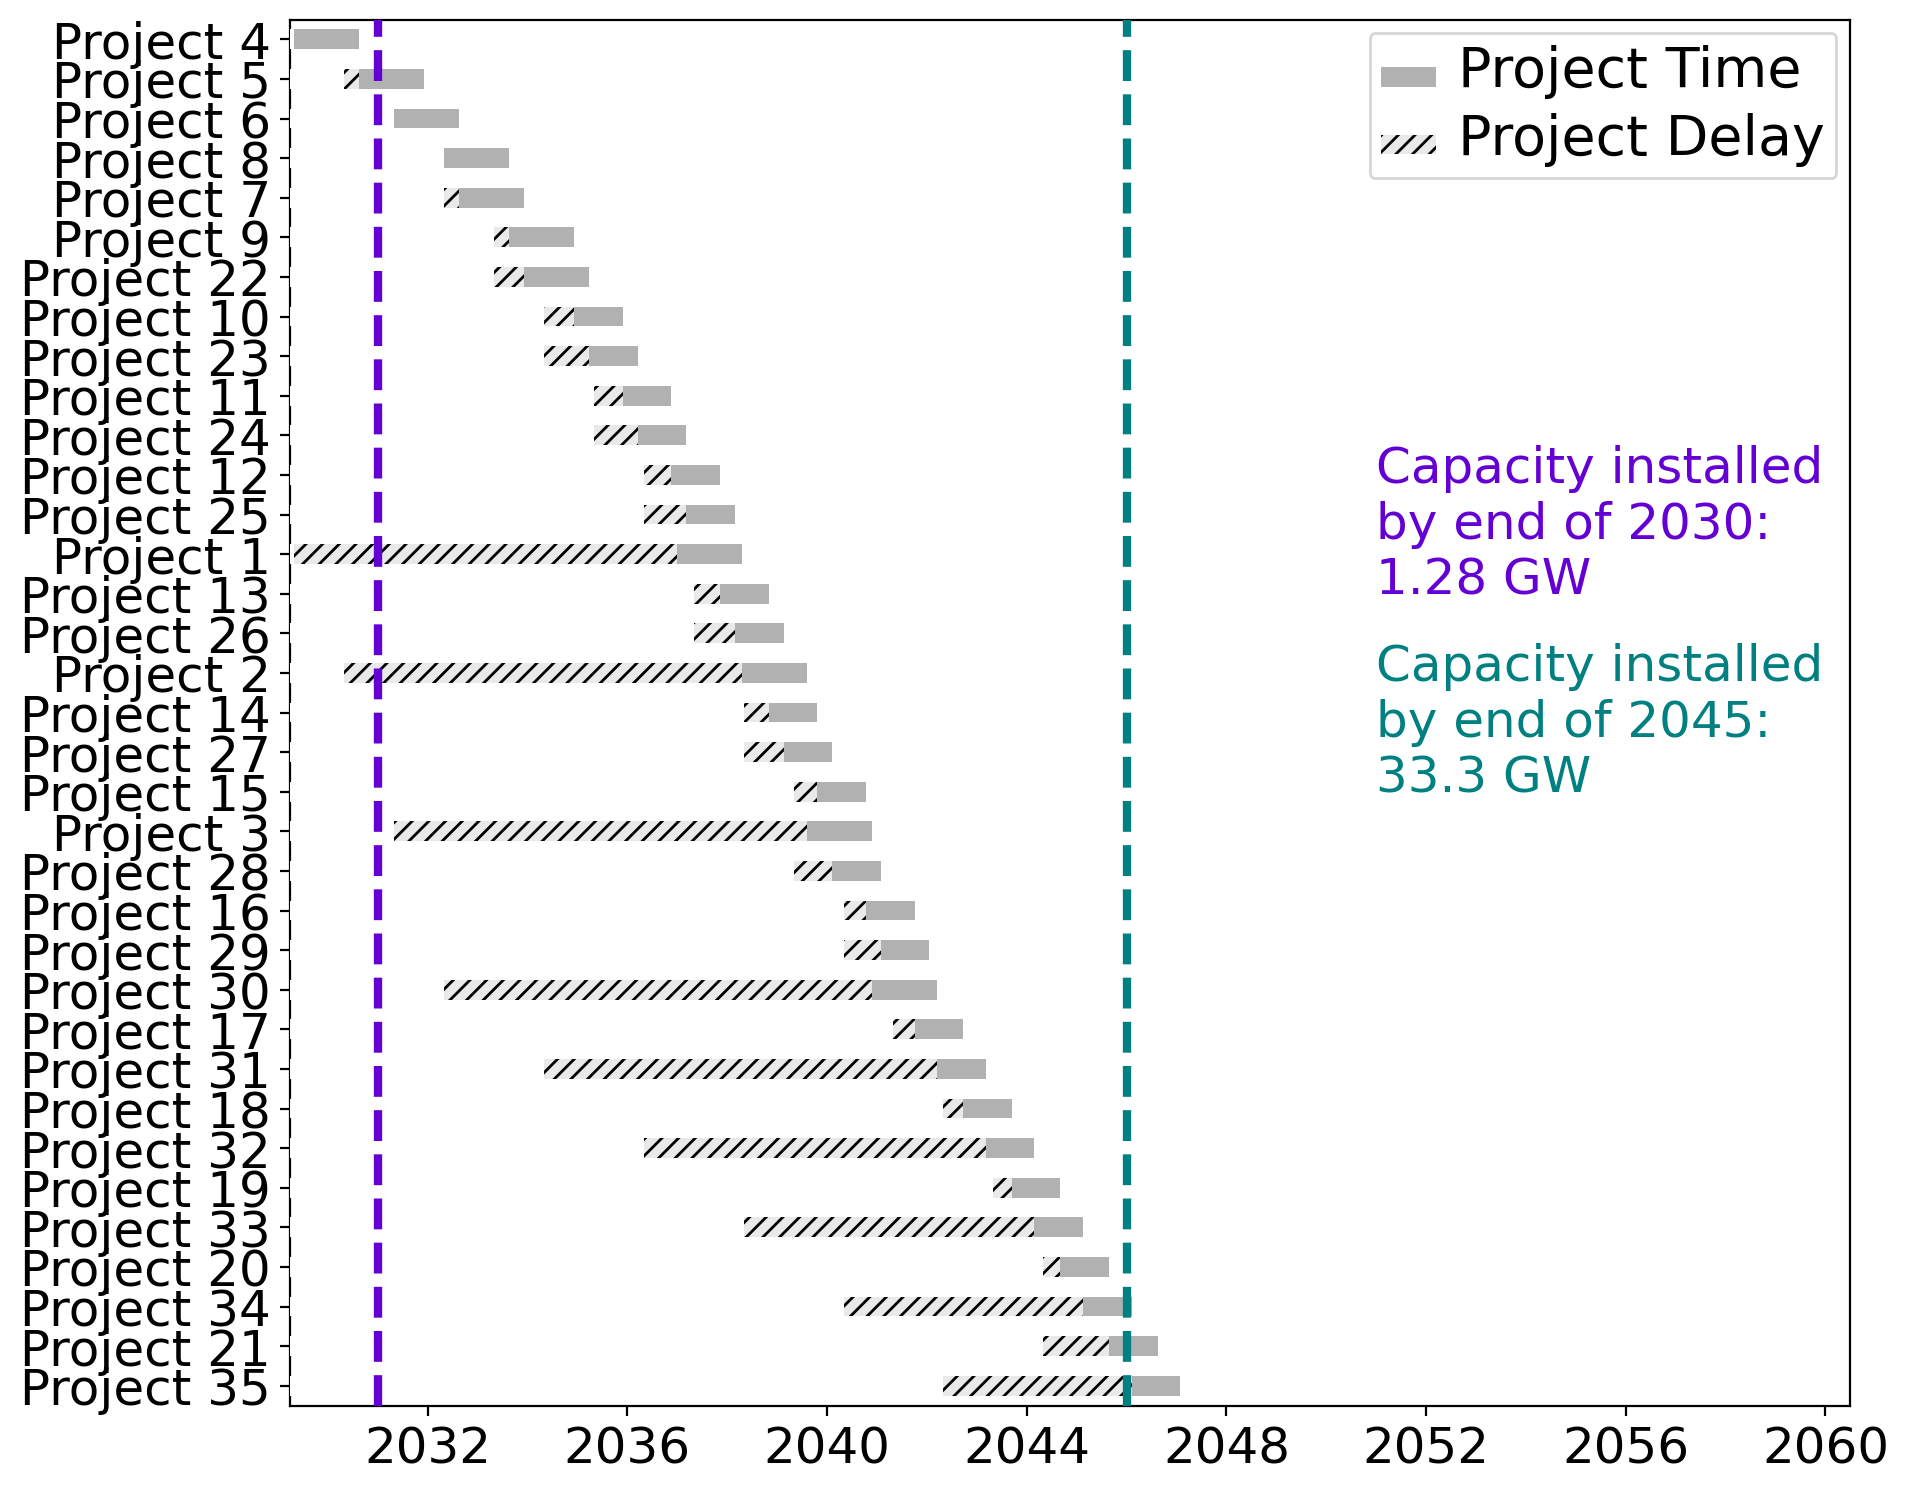 Project 4
Project 5
Project 6
Project 8
Project 7
Project 9
Project 22
Project 10
Project 23
Project 11
Project 24
Project 12
Project 25
Project 1
Project 13
Project 26
Project 2
Project 14
Project 27
Project 15
Project 3
Project 28
Project 16
Project 29
Project 30
Project 17
Project 31
Project 18
Project 32
Project 19
Project 33
Project 20
Project 34
Project 21
Project 35
Project Time
Project Delay
Capacity installed
by end of 2030:
1.28 GW
Capacity installed
by end of 2045:
33.3 GW
2032 2036 2040 2044 2048 2052 2056 2060